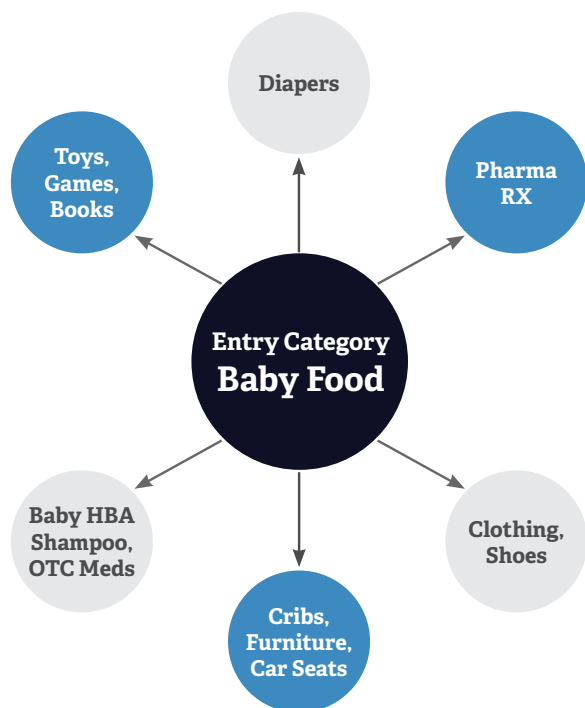 Diapers
Toys,
Games,
Books
Pharma
RX
Entry Category
Baby Food
Baby HBA
Shampoo,
OTC Meds
Clothing,
Shoes
Cribs,
Furniture,
Car Seats